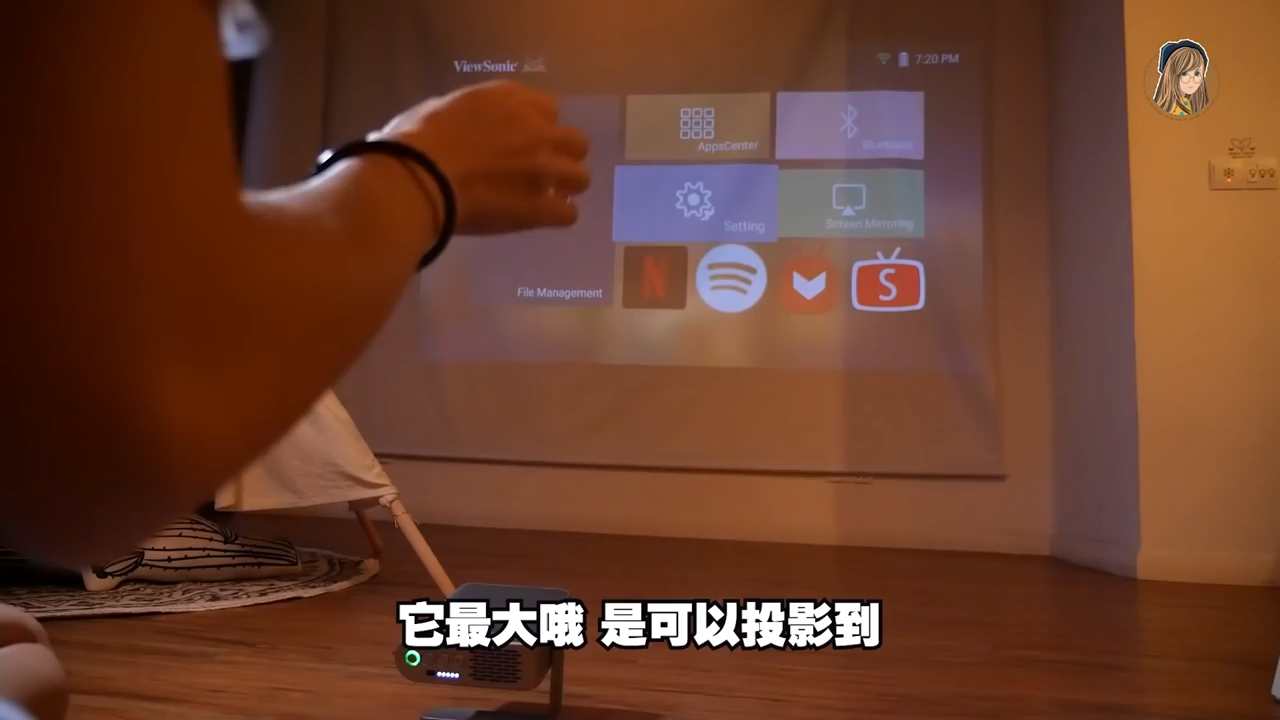 ViewSonic
7:20 PM
AppsCenter
Bluetooth
Setting
Screen Mirroring
File Management
N
S
它最大哦 是可以投影到